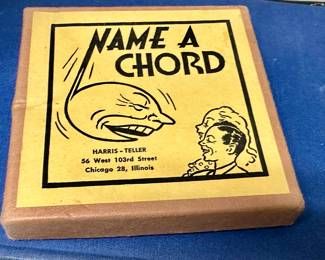 NAME A
CHORD
HARRIS - TELLER
56 West 103rd Street
Chicago 28, Illinois